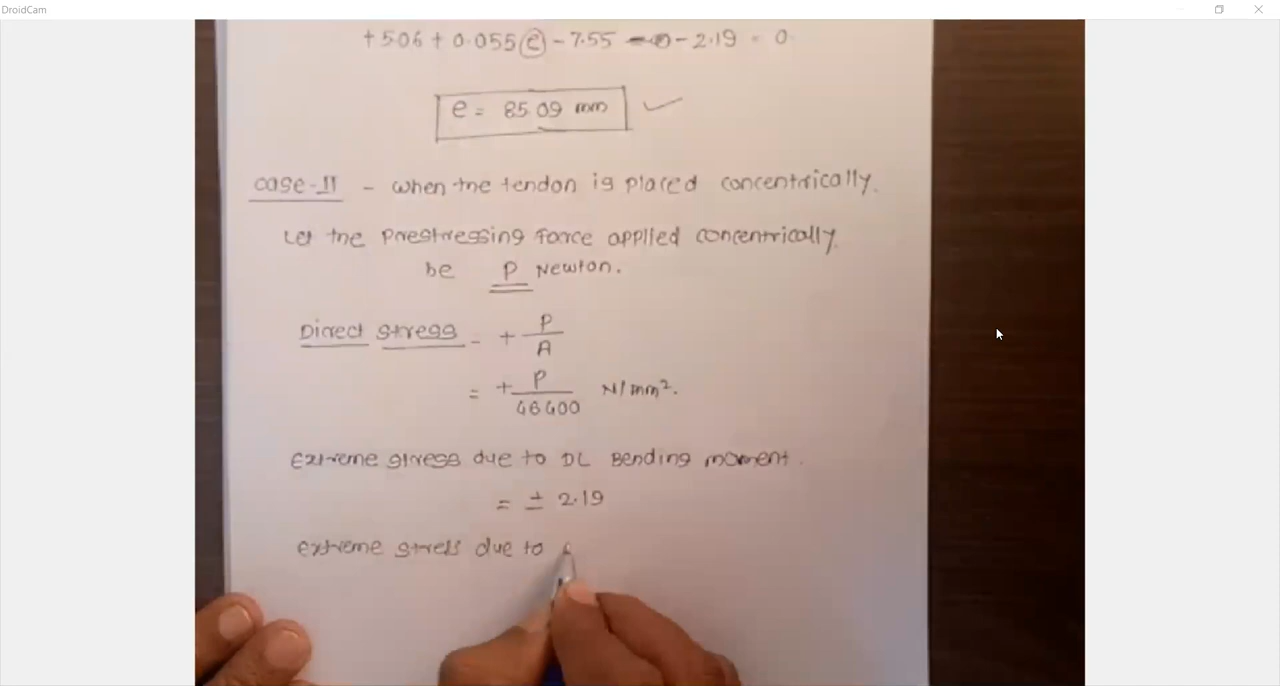 DroidCam
+ 5.06 + 0.055 e - 7.55 - 2.19 = 0
e = 85.09 mm
case-II - when the tendon is placed concentrically.
Let the prestressing force applied concentrically
be P Newton.
Direct stress = + P
A
= + P N/mm².
46400
extreme stress due to DL Bending moment.
= ± 2.19
extreme stress due to